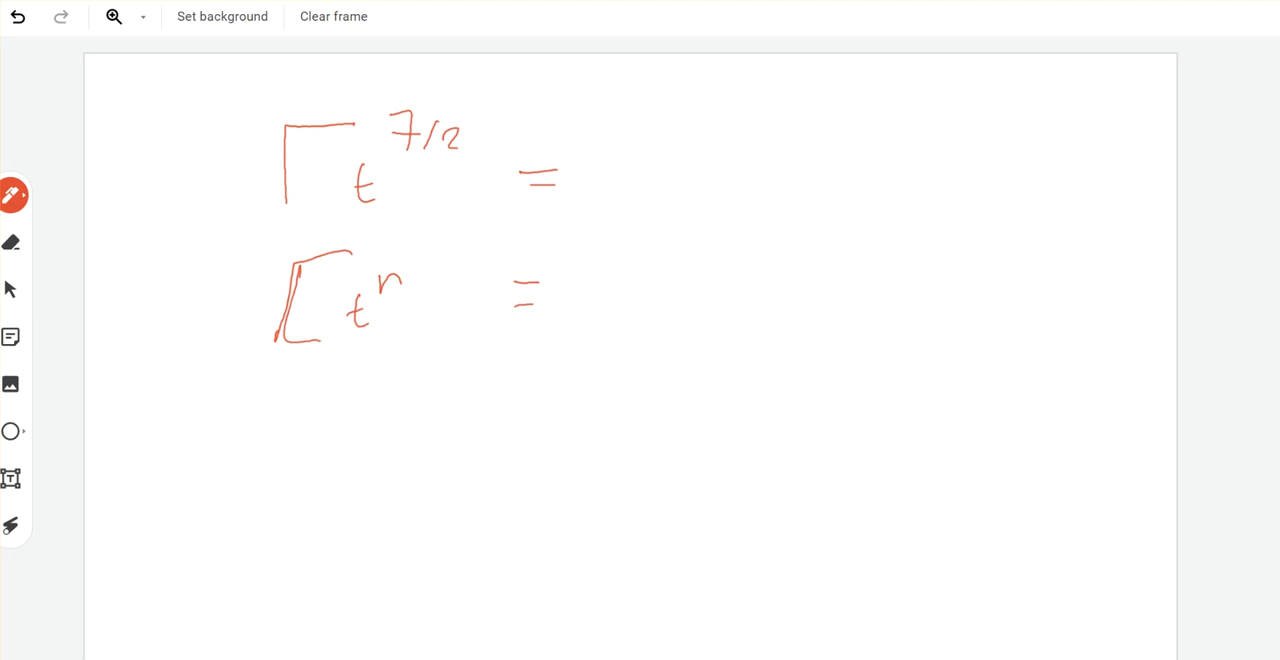 Set background Clear frame
Γ t^7/2 =
[ t^n =